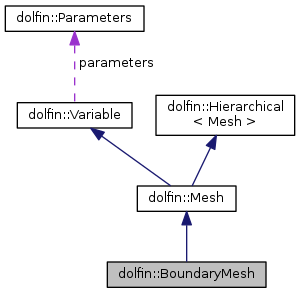 dolfin::Parameters
parameters
dolfin::Variable
dolfin::Hierarchical
< Mesh >
dolfin::Mesh
dolfin::BoundaryMesh